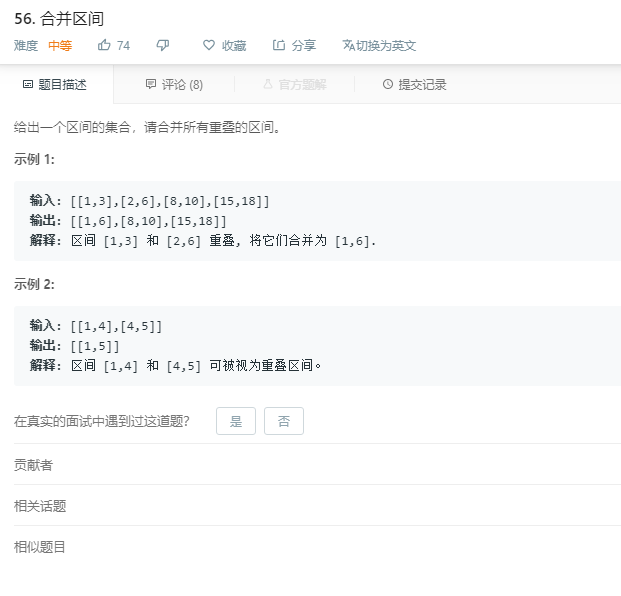 56. 合并区间
难度 中等 74 收藏 分享 切换为英文
题目描述 评论 (8) 官方题解 提交记录
给出一个区间的集合，请合并所有重叠的区间。
示例 1:
输入: [[1,3],[2,6],[8,10],[15,18]]
输出: [[1,6],[8,10],[15,18]]
解释: 区间 [1,3] 和 [2,6] 重叠, 将它们合并为 [1,6].
示例 2:
输入: [[1,4],[4,5]]
输出: [[1,5]]
解释: 区间 [1,4] 和 [4,5] 可被视为重叠区间。
在真实的面试中遇到过这道题？ 是 否
贡献者
相关话题
相似题目